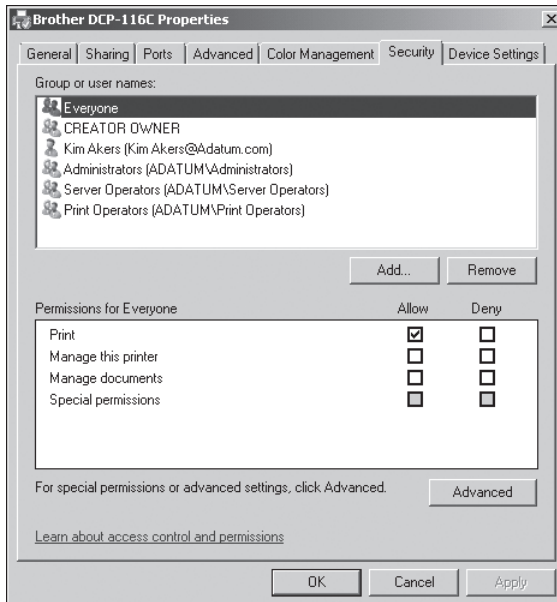 Brother DCP-116C Properties
General Sharing Ports Advanced Color Management Security Device Settings
Group or user names:
Everyone
CREATOR OWNER
Kim Akers (Kim Akers@Adatum.com)
Administrators (ADATUM\Administrators)
Server Operators (ADATUM\Server Operators)
Print Operators (ADATUM\Print Operators)
Add... Remove
Permissions for Everyone Allow Deny
Print
Manage this printer
Manage documents
Special permissions
For special permissions or advanced settings, click Advanced. Advanced
Learn about access control and permissions
OK Cancel Apply